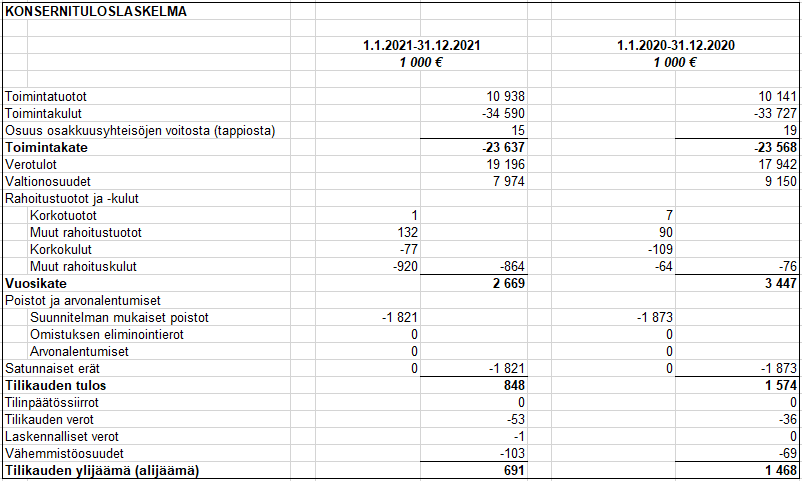 KONSERNITULOSLASKELMA
1.1.2021-31.12.2021 1.1.2020-31.12.2020
1 000 € 1 000 €
Toimintatuotot 10 938 10 141
Toimintakulut -34 590 -33 727
Osuus osakkuusyhteisöjen voitosta (tappiosta) 15 19
Toimintakate -23 637 -23 568
Verotulot 19 196 17 942
Valtionosuudet 7 974 9 150
Rahoitustuotot ja -kulut
Korkotuotot 1 7
Muut rahoitustuotot 132 90
Korkokulut -77 -109
Muut rahoituskulut -920 -864 -64 -76
Vuosikate 2 669 3 447
Poistot ja arvonalentumiset
Suunnitelman mukaiset poistot -1 821 -1 873
Omistuksen eliminointierot 0 0
Arvonalentumiset 0 0
Satunnaiset erät 0 -1 821 0 -1 873
Tilikauden tulos 848 1 574
Tilinpäätössiirrot 0 0
Tilikauden verot -53 -36
Laskennalliset verot -1 0
Vähemmistöosuudet -103 -69
Tilikauden ylijäämä (alijäämä) 691 1 468